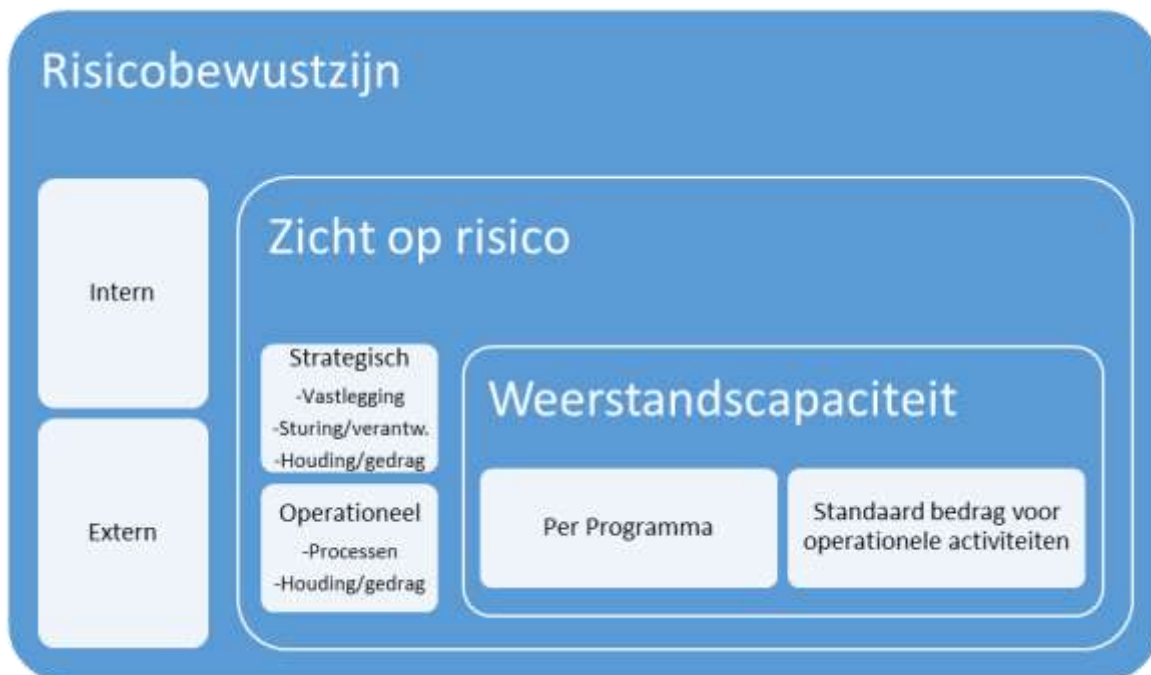 Risicobewustzijn
Intern
Extern
Zicht op risico
Strategisch
-Vastlegging
-Sturing/verantw.
-Houding/gedrag
Operationeel
-Processen
-Houding/gedrag
Weerstandscapaciteit
Per Programma
Standaard bedrag voor
operationele activiteiten